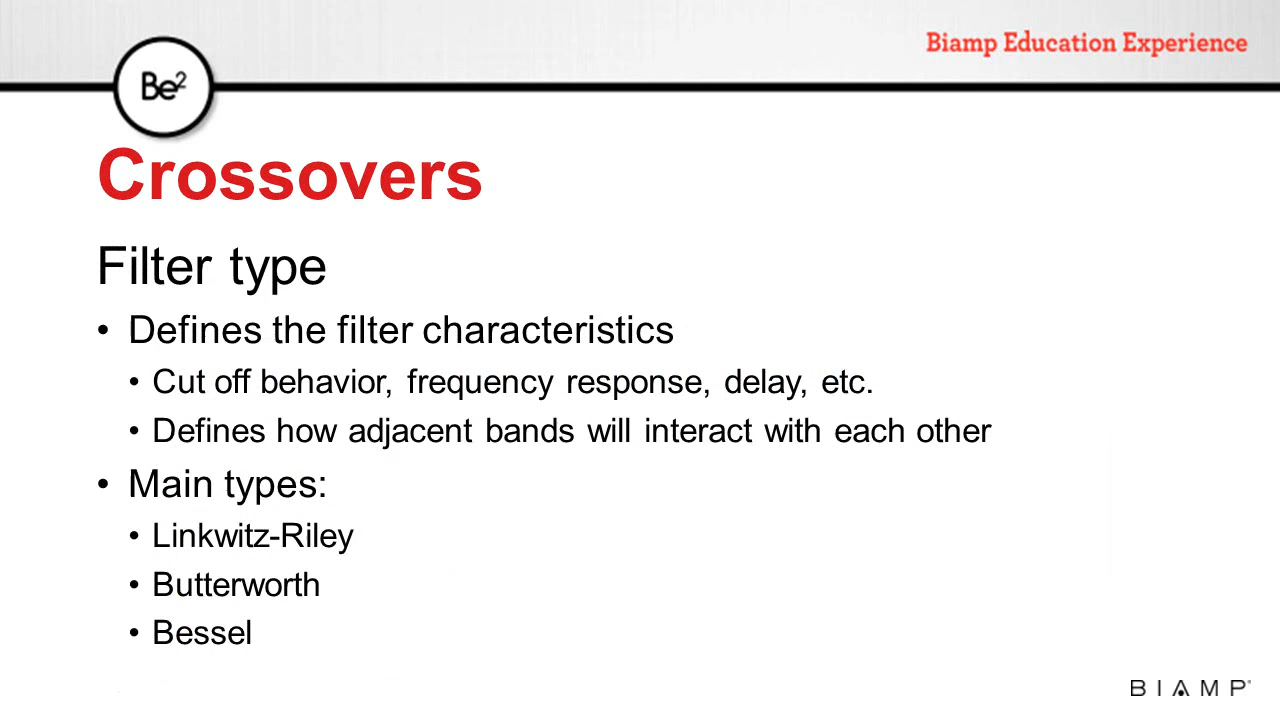 Biamp Education Experience
Be²
Crossovers
Filter type
• Defines the filter characteristics
• Cut off behavior, frequency response, delay, etc.
• Defines how adjacent bands will interact with each other
• Main types:
• Linkwitz-Riley
• Butterworth
• Bessel
BIAMP